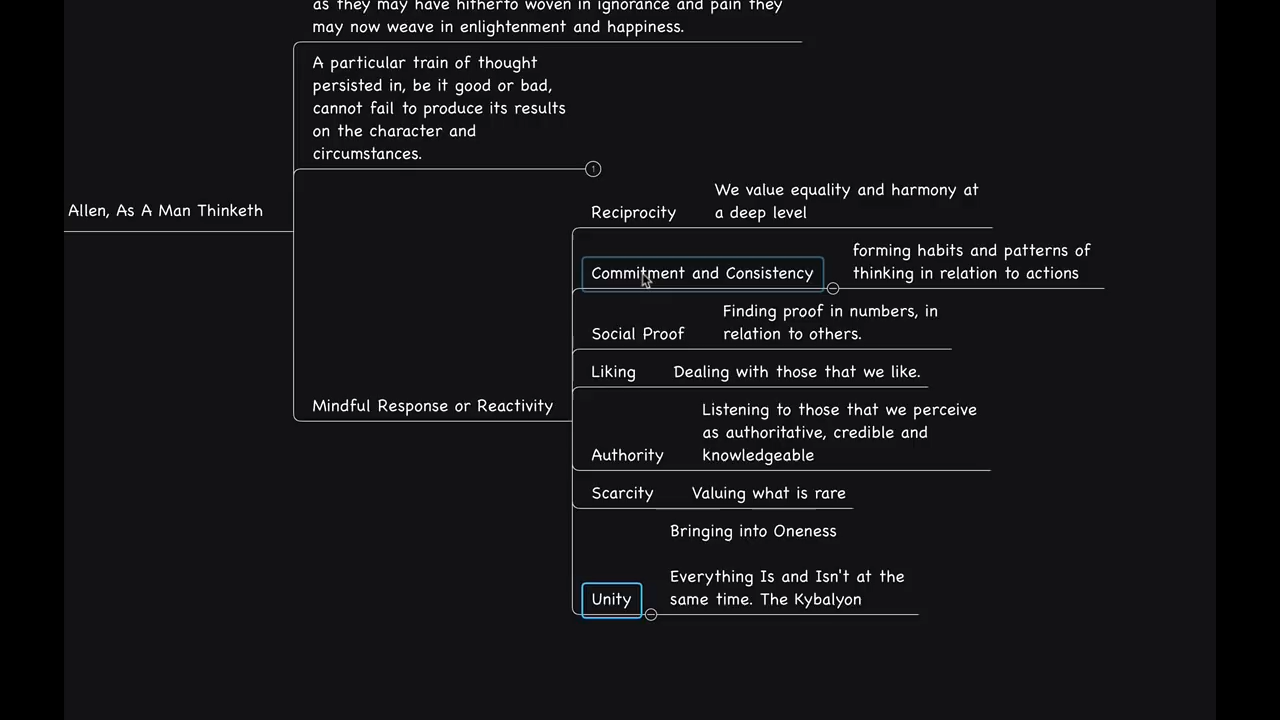 as they may have hitherto woven in ignorance and pain they
may now weave in enlightenment and happiness.
A particular train of thought
persisted in, be it good or bad,
cannot fail to produce its results
on the character and
circumstances.
1
Allen, As A Man Thinketh
Mindful Response or Reactivity
Reciprocity
We value equality and harmony at
a deep level
Commitment and Consistency
forming habits and patterns of
thinking in relation to actions
Social Proof
Finding proof in numbers, in
relation to others.
Liking
Dealing with those that we like.
Authority
Listening to those that we perceive
as authoritative, credible and
knowledgeable
Scarcity
Valuing what is rare
Unity
Bringing into Oneness
Everything Is and Isn't at the
same time. The Kybalyon